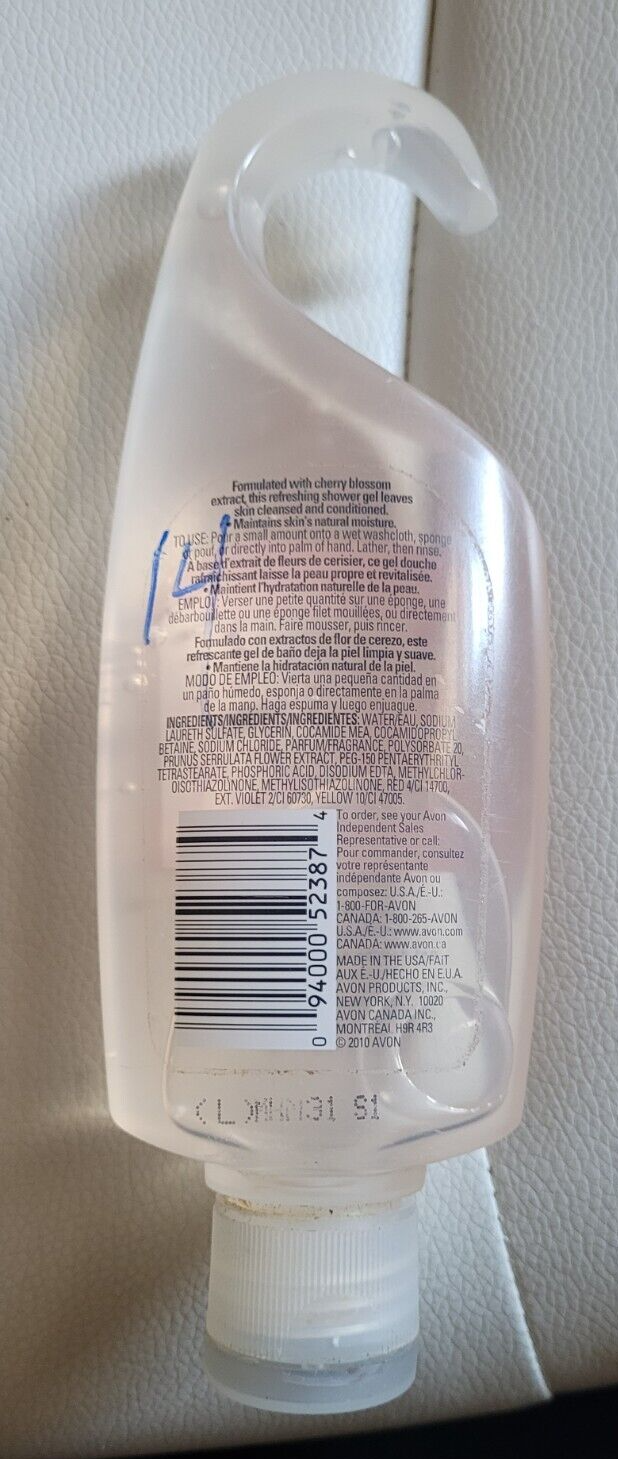 Formulated with cherry blossom
extract, this refreshing shower gel leaves
skin cleansed and conditioned.
• Maintains skin's natural moisture.
TO USE: Pour a small amount onto a wet washcloth, sponge
or pouf, or directly into palm of hand. Lather, then rinse.
À base d'extrait de fleurs de cerisier, ce gel douche
rafraîchissant laisse la peau propre et revitalisée.
• Maintient l'hydratation naturelle de la peau.
EMPLOI: Verser une petite quantité sur une éponge, une
débarbouillette ou une éponge filet mouillées, ou directement
dans la main. Faire mousser, puis rincer.
Formulado con extractos de flor de cerezo, este
refrescante gel de baño deja la piel limpia y suave.
• Mantiene la hidratación natural de la piel.
MODO DE EMPLEO: Vierta una pequeña cantidad en
un paño húmedo, esponja o directamente en la palma
de la mano. Haga espuma y luego enjuague.
INGREDIENTS/INGRÉDIENTS/INGREDIENTES: WATER/EAU, SODIUM
LAURETH SULFATE, GLYCERIN, COCAMIDE MEA, COCAMIDOPROPYL
BETAINE, SODIUM CHLORIDE, PARFUM/FRAGRANCE, POLYSORBATE 20,
PRUNUS SERRULATA FLOWER EXTRACT, PEG-150 PENTAERYTHRITYL
TETRASTEARATE, PHOSPHORIC ACID, DISODIUM EDTA, METHYLCHLOR-
OISOTHIAZOLINONE, METHYLISOTHIAZOLINONE, RED 4/CI 14700,
EXT. VIOLET 2/CI 60730, YELLOW 10/CI 47005.
0 94000 52387 4
To order, see your Avon
Independent Sales
Representative or call:
Pour commander, consultez
votre représentante
indépendante Avon ou
composez: U.S.A./É.-U.:
1-800-FOR-AVON
CANADA: 1-800-265-AVON
U.S.A./É.-U.: www.avon.com
CANADA: www.avon.ca
MADE IN THE USA/FAIT
AUX É.-U./HECHO EN E.U.A.
AVON PRODUCTS, INC.,
NEW YORK, N.Y. 10020
AVON CANADA INC.,
MONTRÉAL H9R 4R3
© 2010 AVON
<L> 31 S1